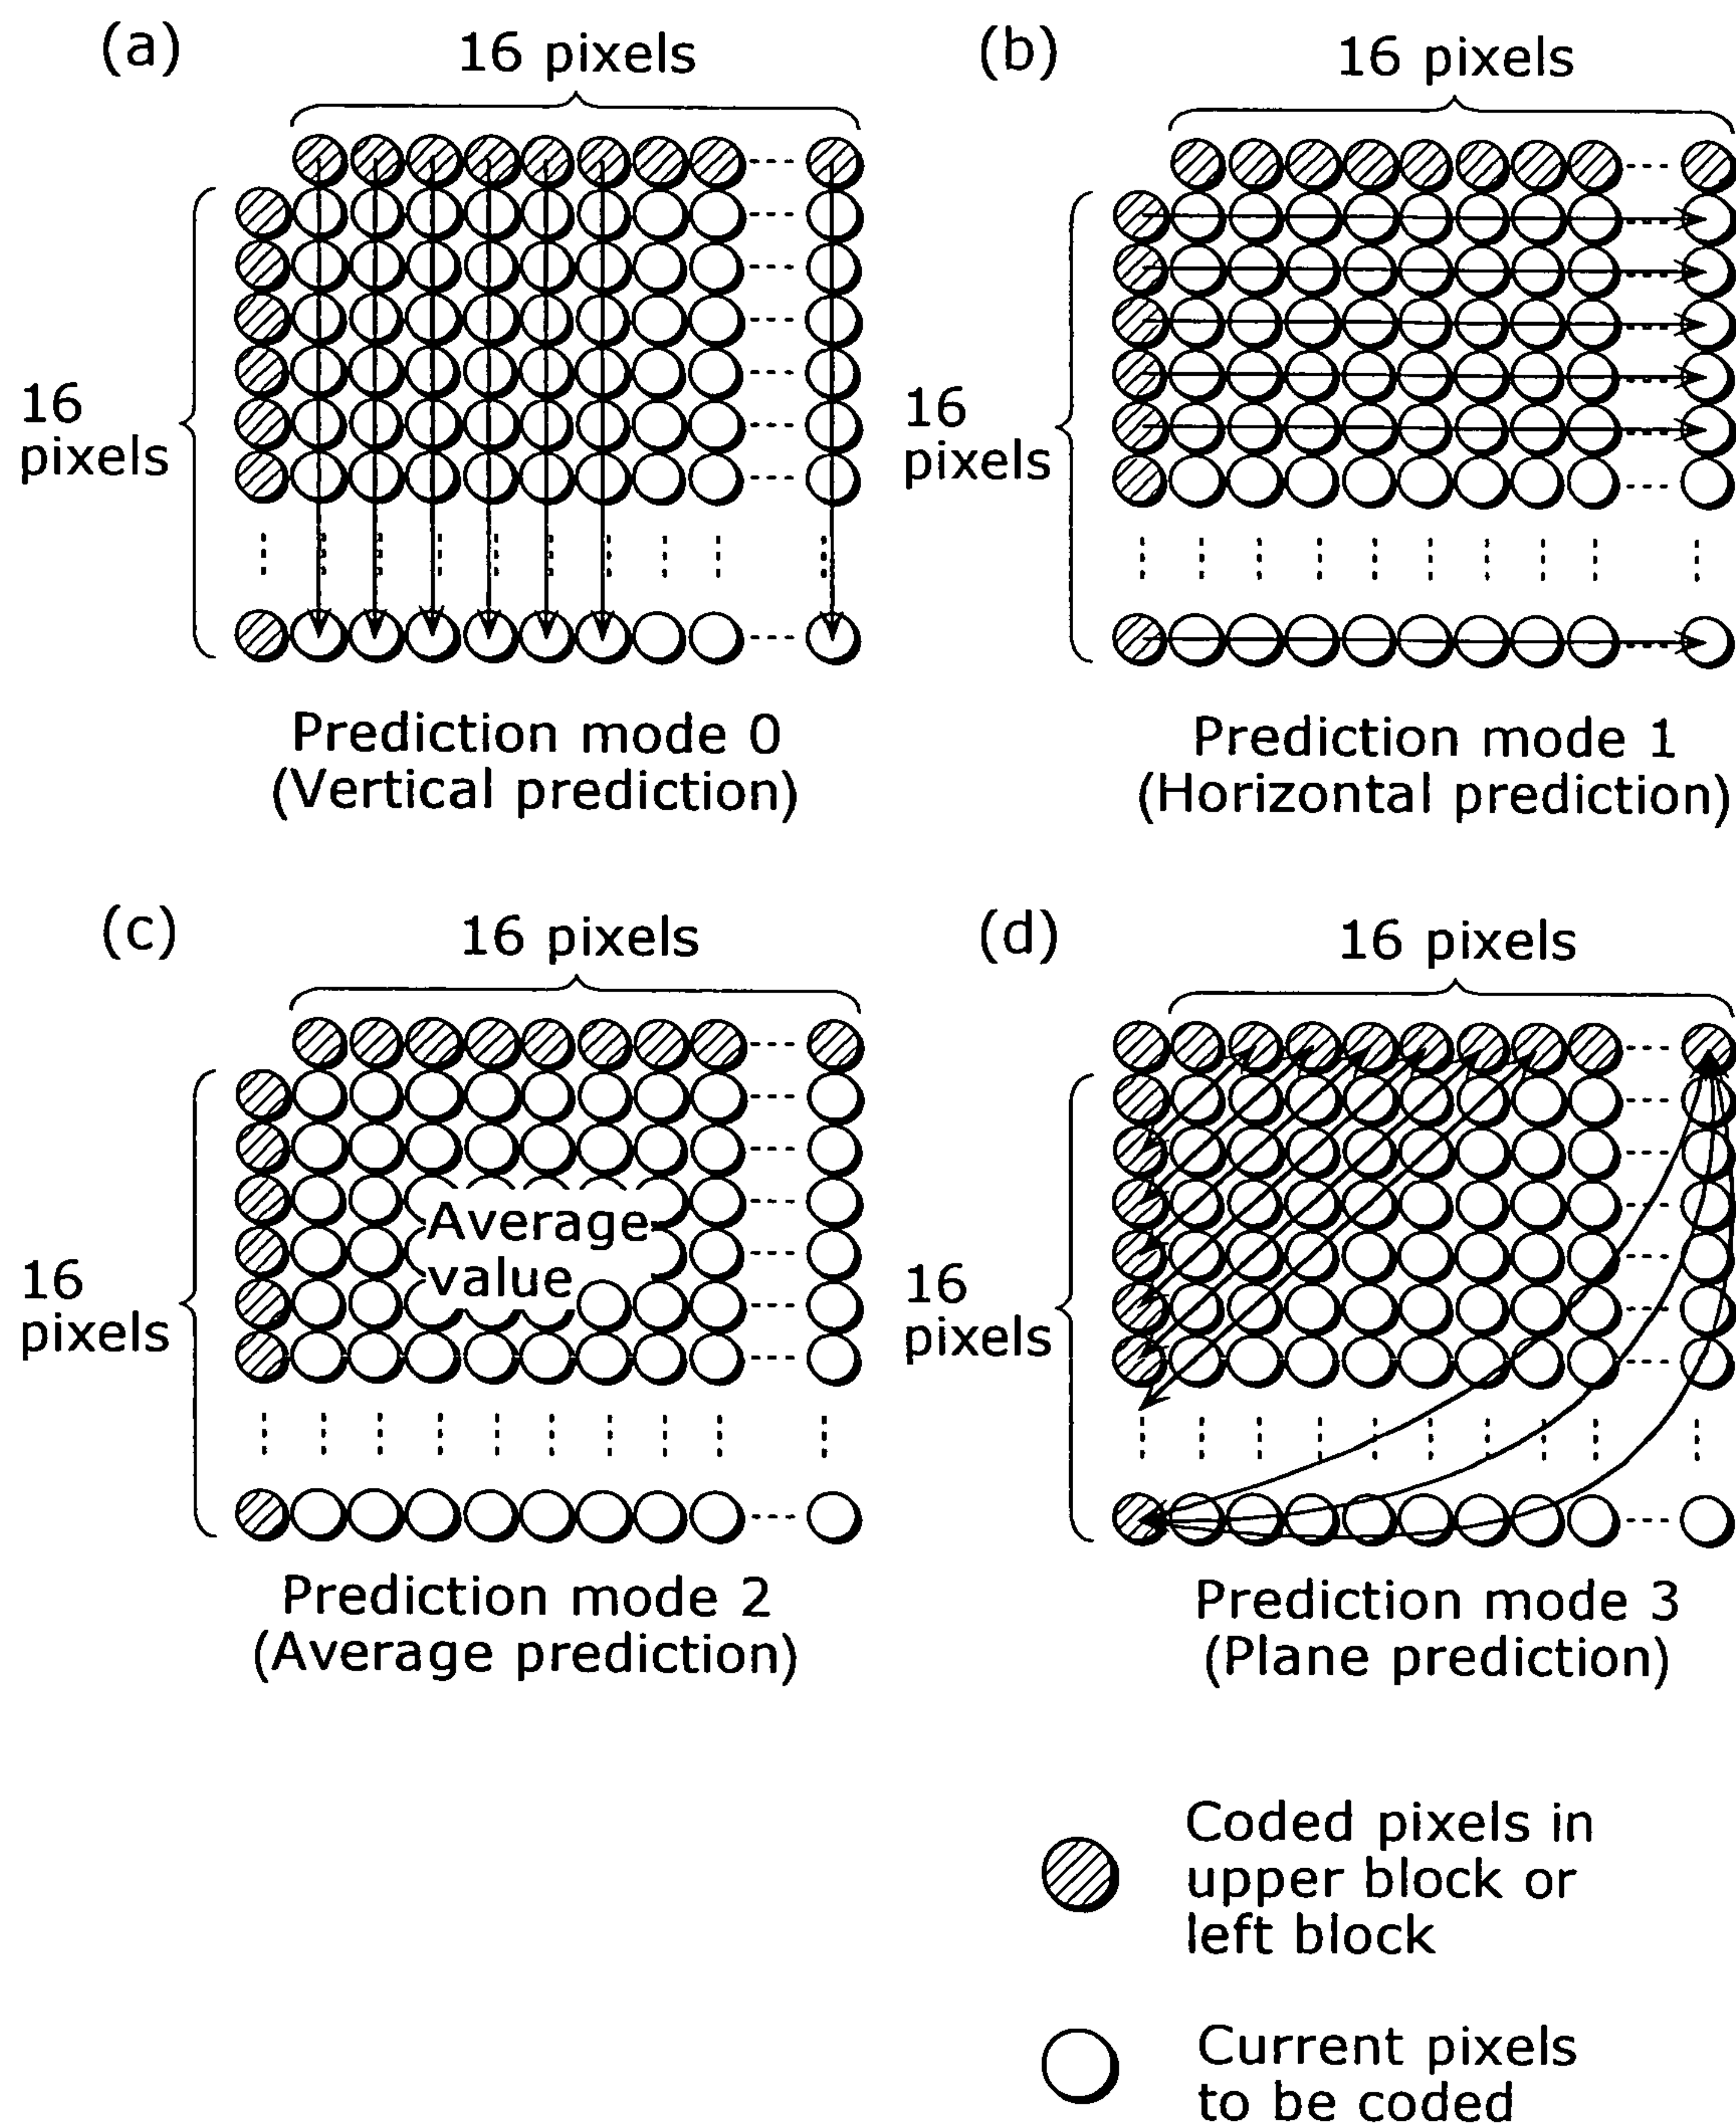 (a)
16 pixels
16
pixels
Prediction mode 0
(Vertical prediction)
(b)
16 pixels
16
pixels
Prediction mode 1
(Horizontal prediction)
(c)
16 pixels
16
pixels
Average
value
Prediction mode 2
(Average prediction)
(d)
16 pixels
16
pixels
Prediction mode 3
(Plane prediction)
Coded pixels in
upper block or
left block
Current pixels
to be coded